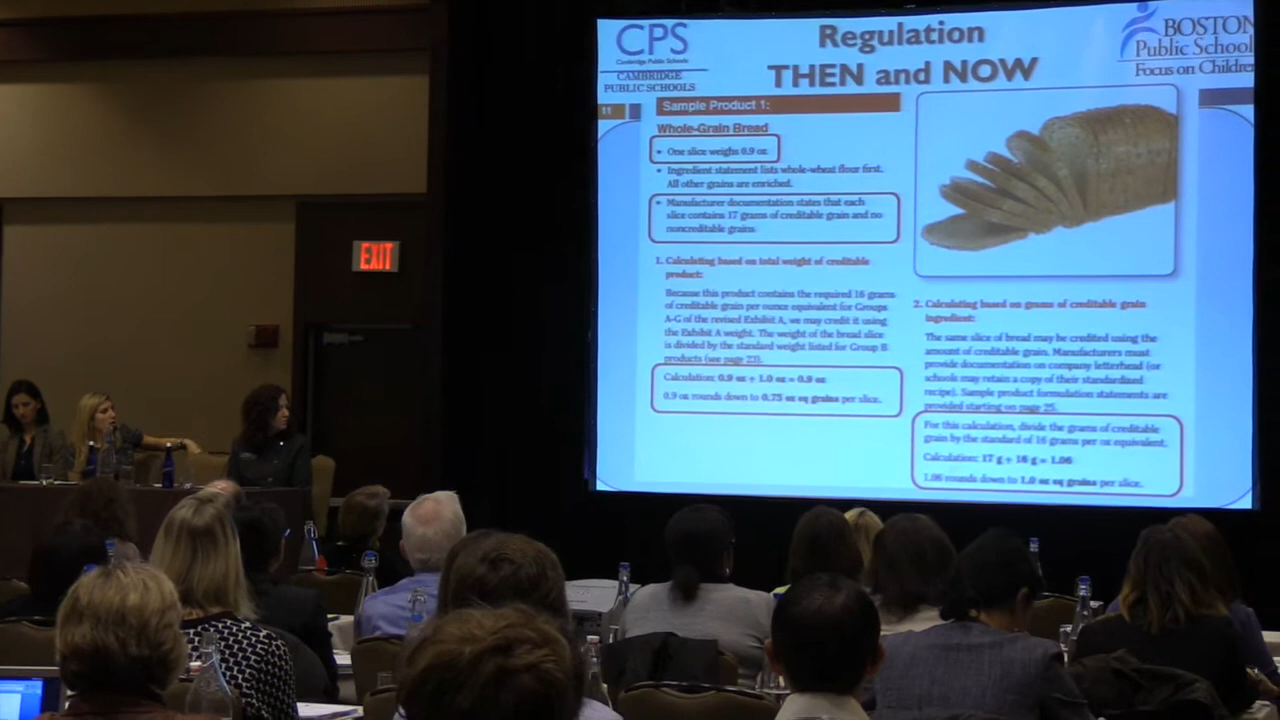 CPS
Cambridge Public Schools
CAMBRIDGE
PUBLIC SCHOOLS
Regulation
THEN and NOW
BOSTON
Public School
Focus on Childre
11
Sample Product 1:
Whole-Grain Bread
• One slice weighs 0.9 oz.
• Ingredient statement lists whole-wheat flour first.
All other grains are enriched.
• Manufacturer documentation states that each
slice contains 17 grams of creditable grain and no
noncreditable grains.
1. Calculating based on total weight of creditable
product:
Because this product contains the required 16 grams
of creditable grain per ounce equivalent for Groups
A-G of the revised Exhibit A, we may credit it using
the Exhibit A weight. The weight of the bread slice
is divided by the standard weight listed for Group B
products (see page 23).
Calculation: 0.9 oz ÷ 1.0 oz = 0.9 oz
0.9 oz rounds down to 0.75 oz eq grains per slice.
2. Calculating based on grams of creditable grain
ingredient:
The same slice of bread may be credited using the
amount of creditable grain. Manufacturers must
provide documentation on company letterhead (or
schools may retain a copy of their standardized
recipe). Sample product formulation statements are
provided starting on page 25.
For this calculation, divide the grams of creditable
grain by the standard of 16 grams per oz equivalent.
Calculation: 17 g ÷ 16 g = 1.06
1.06 rounds down to 1.0 oz eq grains per slice.
EXIT